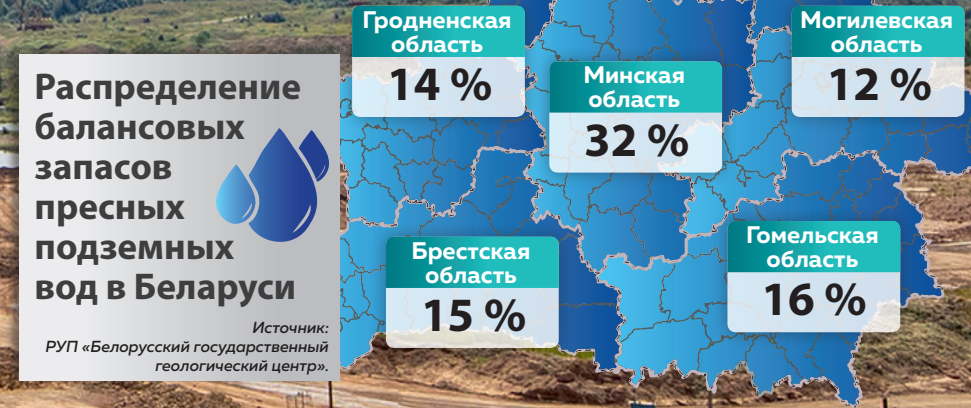 Распределение
балансовых
запасов
пресных
подземных
вод в Беларуси
Источник:
РУП «Белорусский государственный
геологический центр».
Гродненская
область
14 %
Минская
область
32 %
Могилевская
область
12 %
Брестская
область
15 %
Гомельская
область
16 %